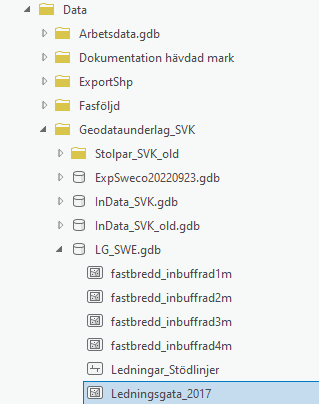 Data
Arbetsdata.gdb
Dokumentation hävdad mark
ExportShp
Fasföljd
Geodataunderlag_SVK
Stolpar_SVK_old
ExpSweco20220923.gdb
InData_SVK.gdb
InData_SVK_old.gdb
LG_SWE.gdb
fastbredd_inbuffrad1m
fastbredd_inbuffrad2m
fastbredd_inbuffrad3m
fastbredd_inbuffrad4m
Ledningar_Stödlinjer
Ledningsgata_2017